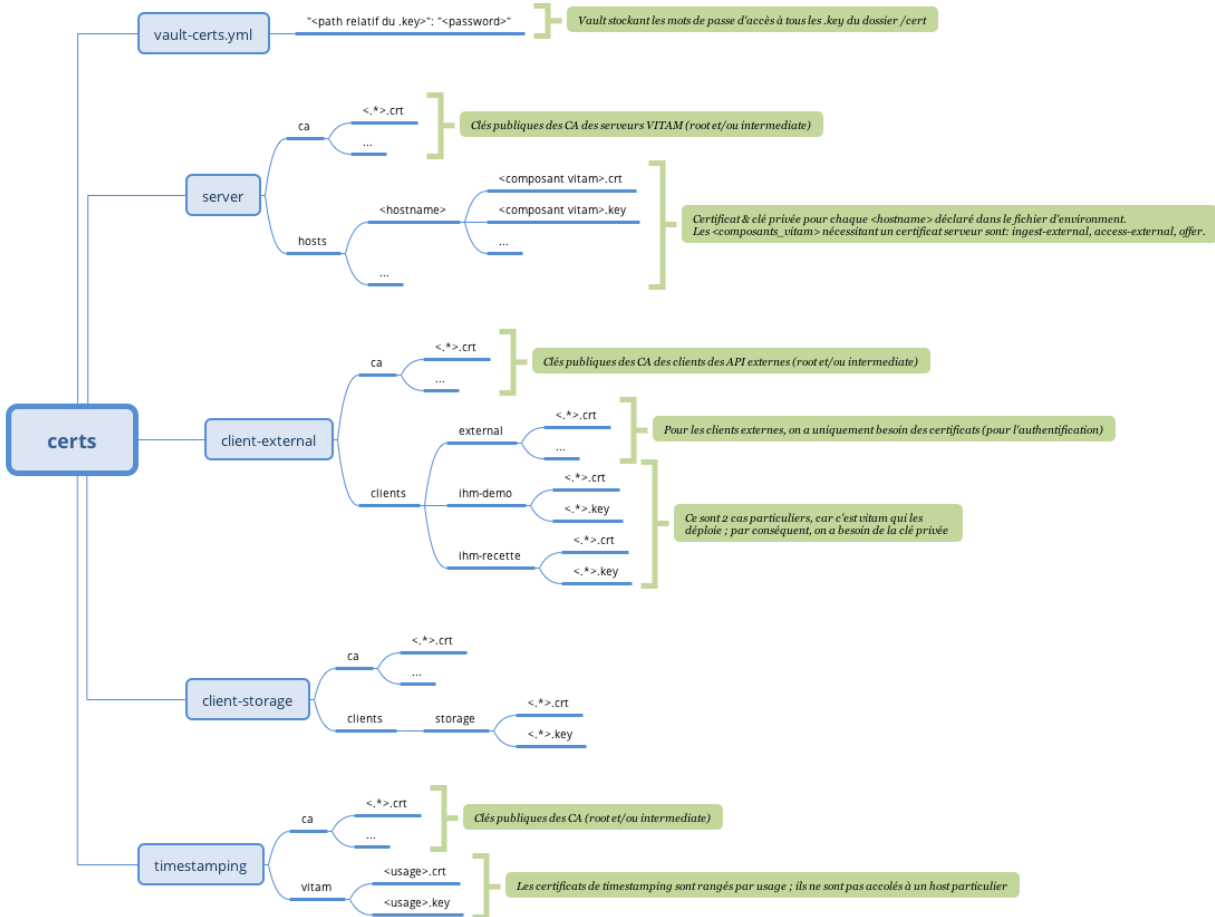 vault-certs.yml
"<path relatif du .key>": "<password>"
Vault stockant les mots de passe d'accès à tous les .key du dossier /cert
server
ca
<.*>.crt
...
Clés publiques des CA des serveurs VITAM (root et/ou intermediate)
hosts
<hostname>
<composant vitam>.crt
<composant vitam>.key
...
...
Certificat & clé privée pour chaque <hostname> déclaré dans le fichier d'environment.
Les <composants_vitam> nécessitant un certificat serveur sont: ingest-external, access-external, offer.
certs
client-external
ca
<.*>.crt
...
Clés publiques des CA des clients des API externes (root et/ou intermediate)
clients
external
<.*>.crt
...
Pour les clients externes, on a uniquement besoin des certificats (pour l'authentification)
ihm-demo
<.*>.crt
<.*>.key
ihm-recette
<.*>.crt
<.*>.key
Ce sont 2 cas particuliers, car c'est vitam qui les
déploie ; par conséquent, on a besoin de la clé privée
client-storage
ca
<.*>.crt
...
clients
storage
<.*>.crt
<.*>.key
timestamping
ca
<.*>.crt
...
Clés publiques des CA (root et/ou intermediate)
vitam
<usage>.crt
<usage>.key
Les certificats de timestamping sont rangés par usage ; ils ne sont pas accolés à un host particulier